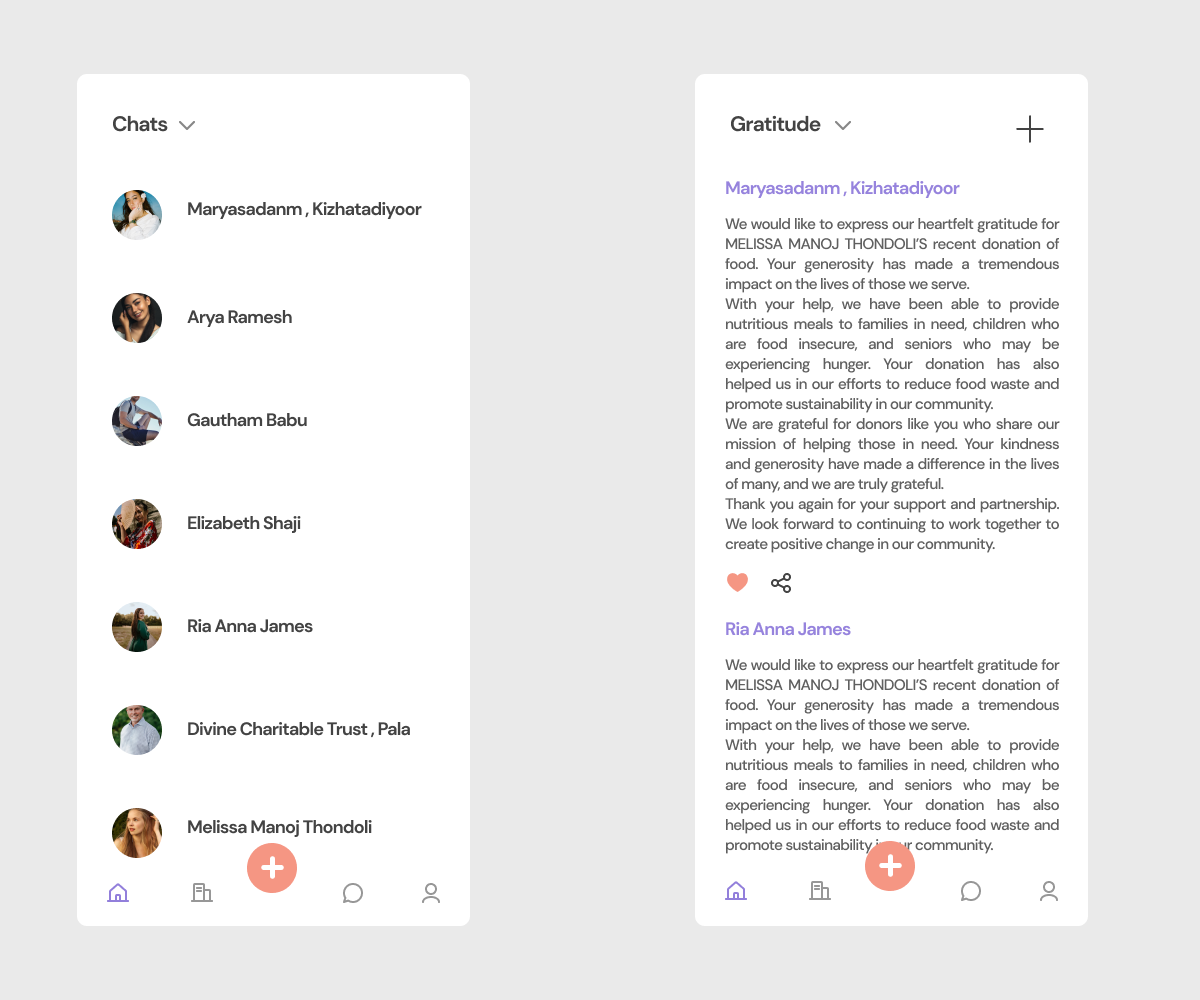 Chats
Maryasadanm , Kizhatadiyoor
Arya Ramesh
Gautham Babu
Elizabeth Shaji
Ria Anna James
Divine Charitable Trust , Pala
Melissa Manoj Thondoli
Gratitude
Maryasadanm , Kizhatadiyoor
We would like to express our heartfelt gratitude for
MELISSA MANOJ THONDOLI'S recent donation of
food. Your generosity has made a tremendous
impact on the lives of those we serve.
With your help, we have been able to provide
nutritious meals to families in need, children who
are food insecure, and seniors who may be
experiencing hunger. Your donation has also
helped us in our efforts to reduce food waste and
promote sustainability in our community.
We are grateful for donors like you who share our
mission of helping those in need. Your kindness
and generosity have made a difference in the lives
of many, and we are truly grateful.
Thank you again for your support and partnership.
We look forward to continuing to work together to
create positive change in our community.
Ria Anna James
We would like to express our heartfelt gratitude for
MELISSA MANOJ THONDOLI'S recent donation of
food. Your generosity has made a tremendous
impact on the lives of those we serve.
With your help, we have been able to provide
nutritious meals to families in need, children who
are food insecure, and seniors who may be
experiencing hunger. Your donation has also
helped us in our efforts to reduce food waste and
promote sustainability community.